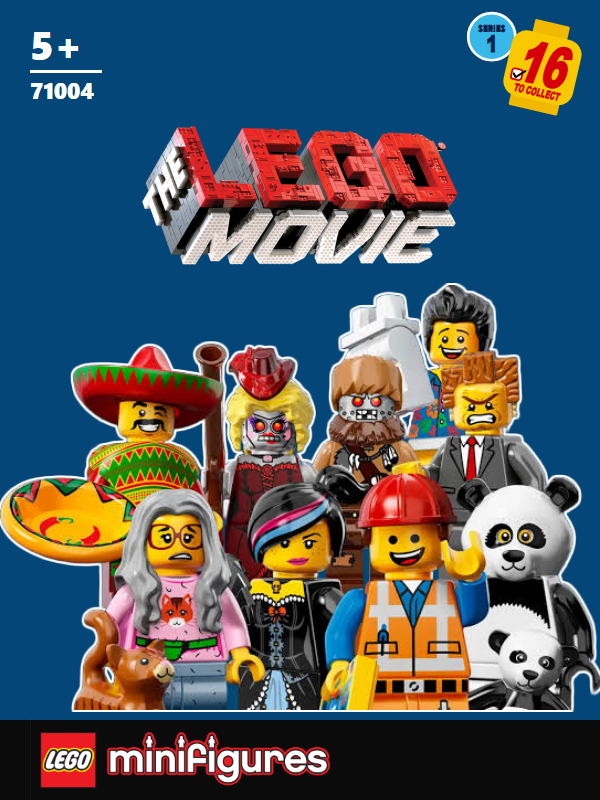 5+
71004
SERIES
1
16
TO COLLECT
THE
LEGO®
MOVIE
LEGO
minifigures